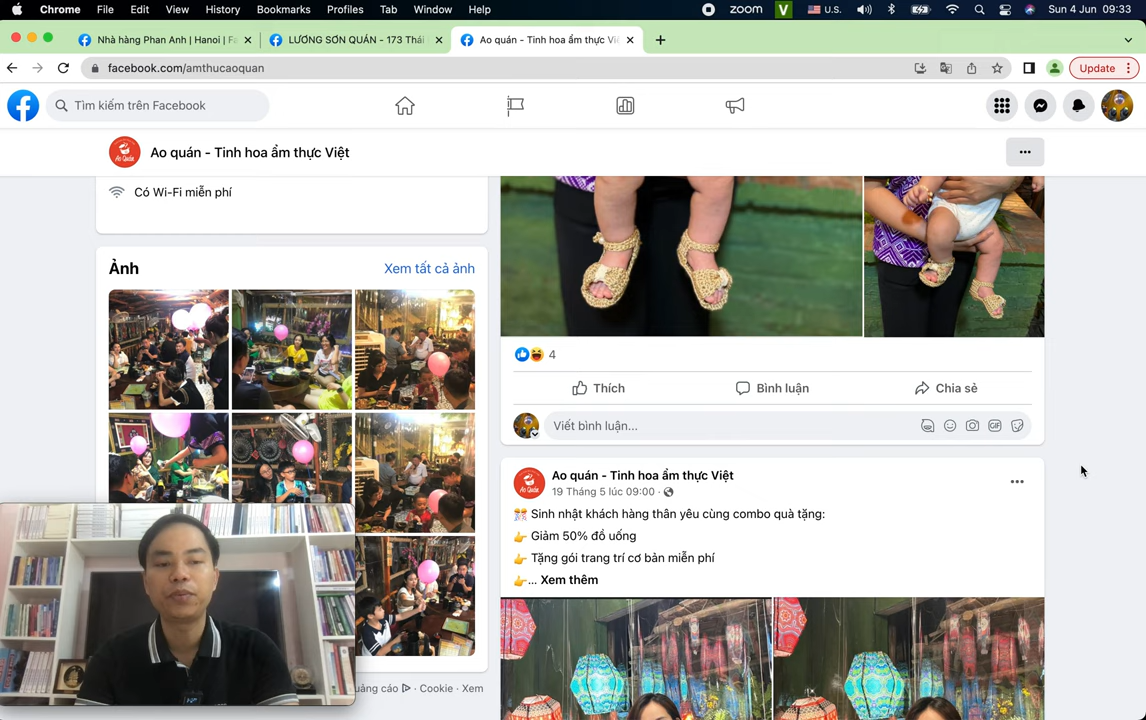 Chrome File Edit View History Bookmarks Profiles Tab Window Help zoom V U.S. Sun 4 Jun 09:33
Nhà hàng Phan Anh | Hanoi | Fa LƯƠNG SƠN QUÁN - 173 Thái Ao quán - Tinh hoa ẩm thực Vi
facebook.com/amthucaoquan Update
Tìm kiếm trên Facebook
Ao quán - Tinh hoa ẩm thực Việt
Có Wi-Fi miễn phí
Ảnh Xem tất cả ảnh
4
Thích Bình luận Chia sẻ
Viết bình luận...
GIF
Ao quán - Tinh hoa ẩm thực Việt
19 Tháng 5 lúc 09:00 ·
Sinh nhật khách hàng thân yêu cùng combo quà tặng:
Giảm 50% đồ uống
Tặng gói trang trí cơ bản miễn phí
... Xem thêm
uảng cáo · Cookie · Xem